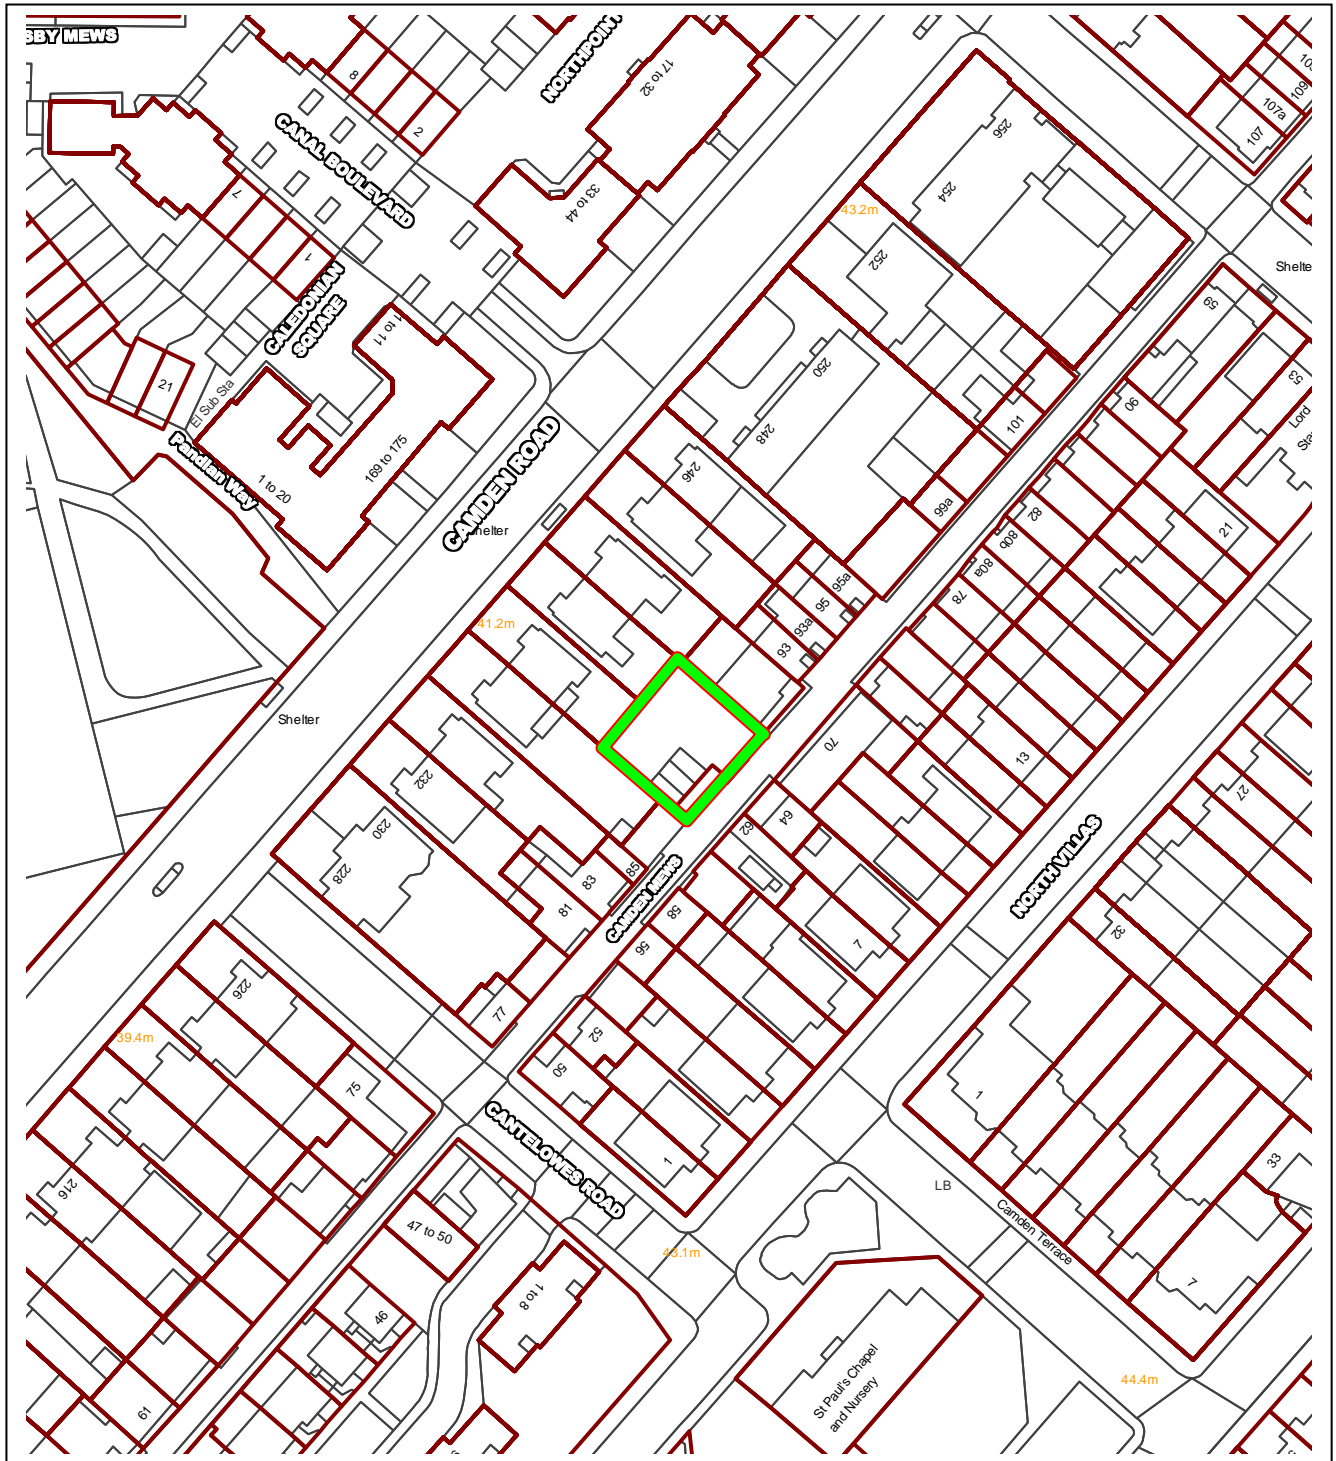 SBY MEWS
NORTHPOINT
17 to 32
8
2
CANAL BOULEVARD
33 to 44
7
1
CALEDONIAN
SQUARE
1 to 11
21
El Sub Sta
Pandian Way
1 to 20
169 to 175
CAMDEN ROAD
Shelter
43.2m
256
254
252
250
248
246
101
99a
107a
107
109
Shelte
59
53
Lord
Sta
90
82
80b
80a
78
21
95a
95
93a
93
41.2m
Shelter
70
13
27
64
62
232
230
228
85
83
81
CAMDEN MEWS
58
56
7
NORTH VILLAS
32
77
52
50
226
39.4m
75
1
1
CANTELOWES ROAD
216
47 to 50
43.1m
LB
Camden Terrace
33
7
46
1 to 8
61
St Paul's Chapel
and Nursery
44.4m